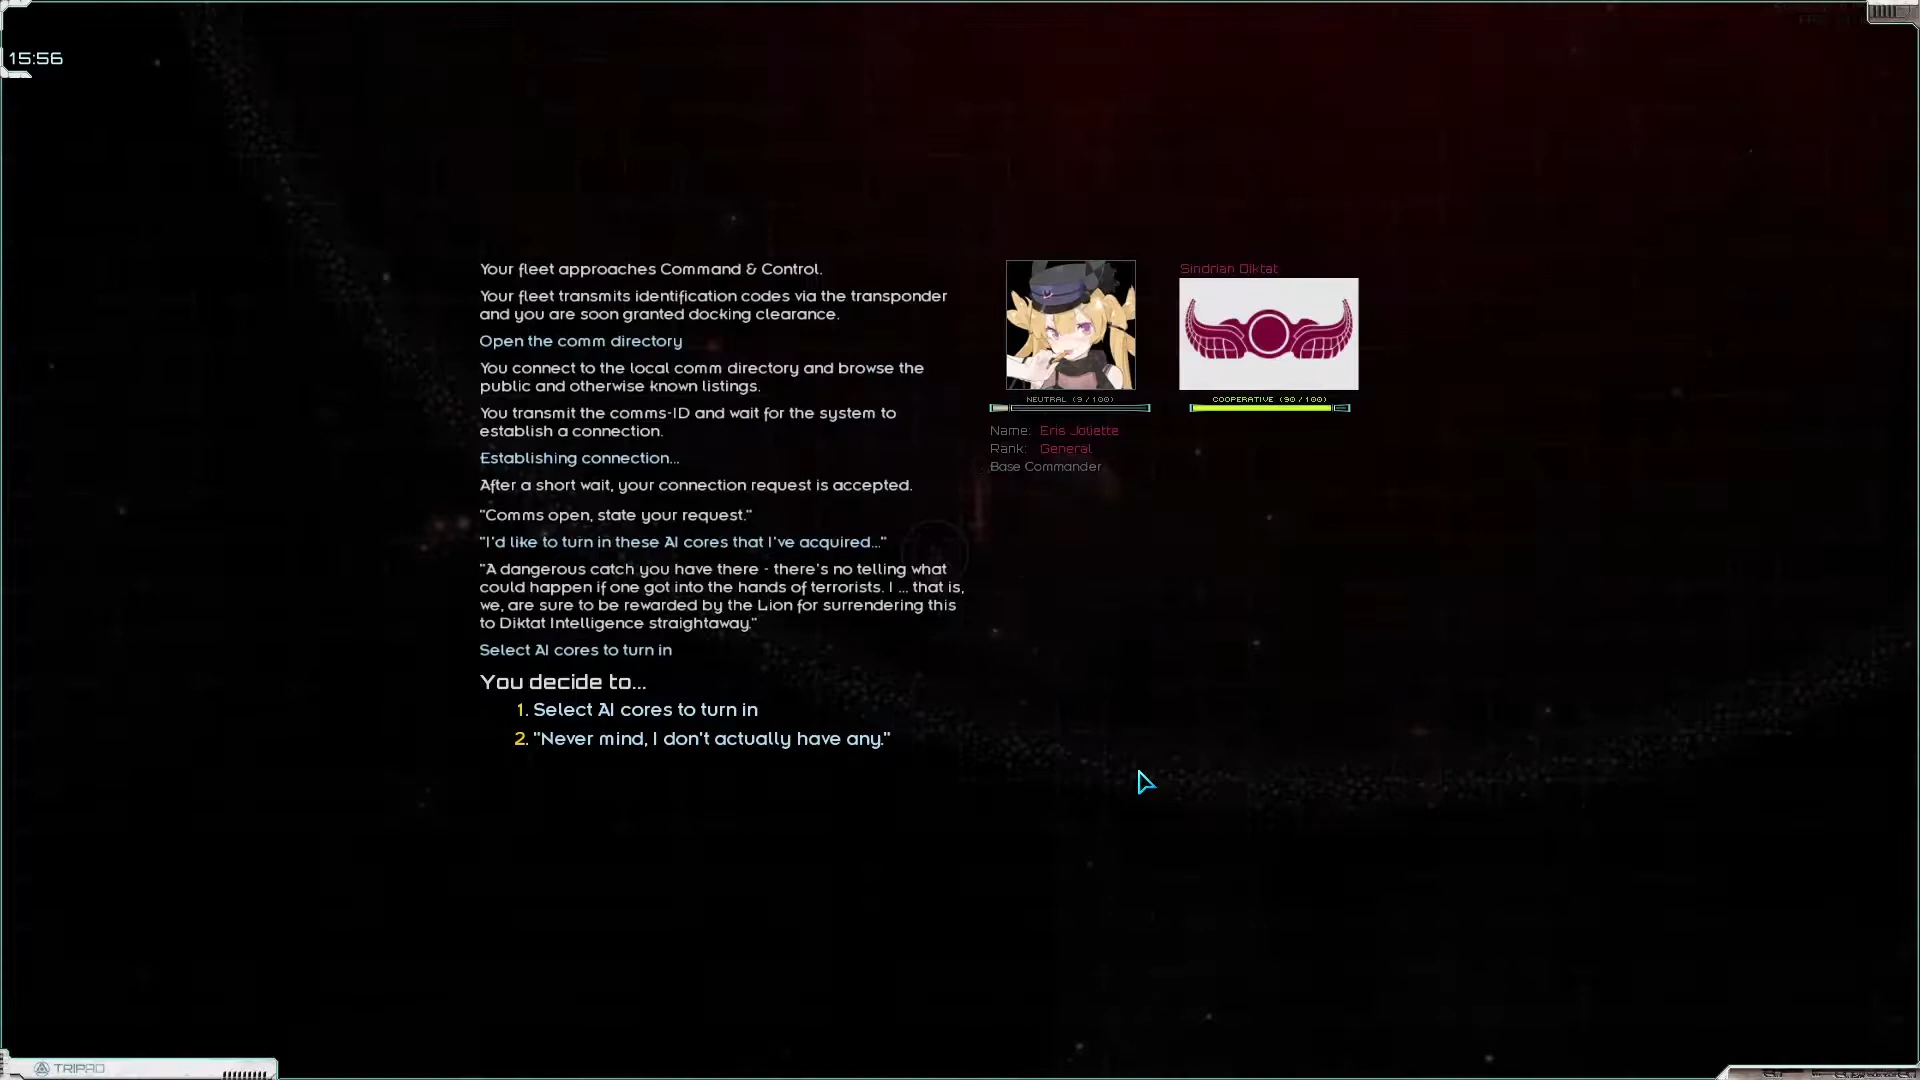 15:56
Your fleet approaches Command & Control.
Your fleet transmits identification codes via the transponder
and you are soon granted docking clearance.
Open the comm directory
You connect to the local comm directory and browse the
public and otherwise known listings.
You transmit the comms-ID and wait for the system to
establish a connection.
Establishing connection...
After a short wait, your connection request is accepted.
"Comms open, state your request."
"I'd like to turn in these AI cores that I've acquired..."
"A dangerous catch you have there - there's no telling what
could happen if one got into the hands of terrorists. I ... that is,
we, are sure to be rewarded by the Lion for surrendering this
to Diktat Intelligence straightaway."
Select AI cores to turn in
You decide to...
1. Select AI cores to turn in
2. "Never mind, I don't actually have any."
NEUTRAL (9/100)
Name: Eris Joliette
Rank: General
Base Commander
Sindrian Diktat
COOPERATIVE (90/100)
TRIPAD